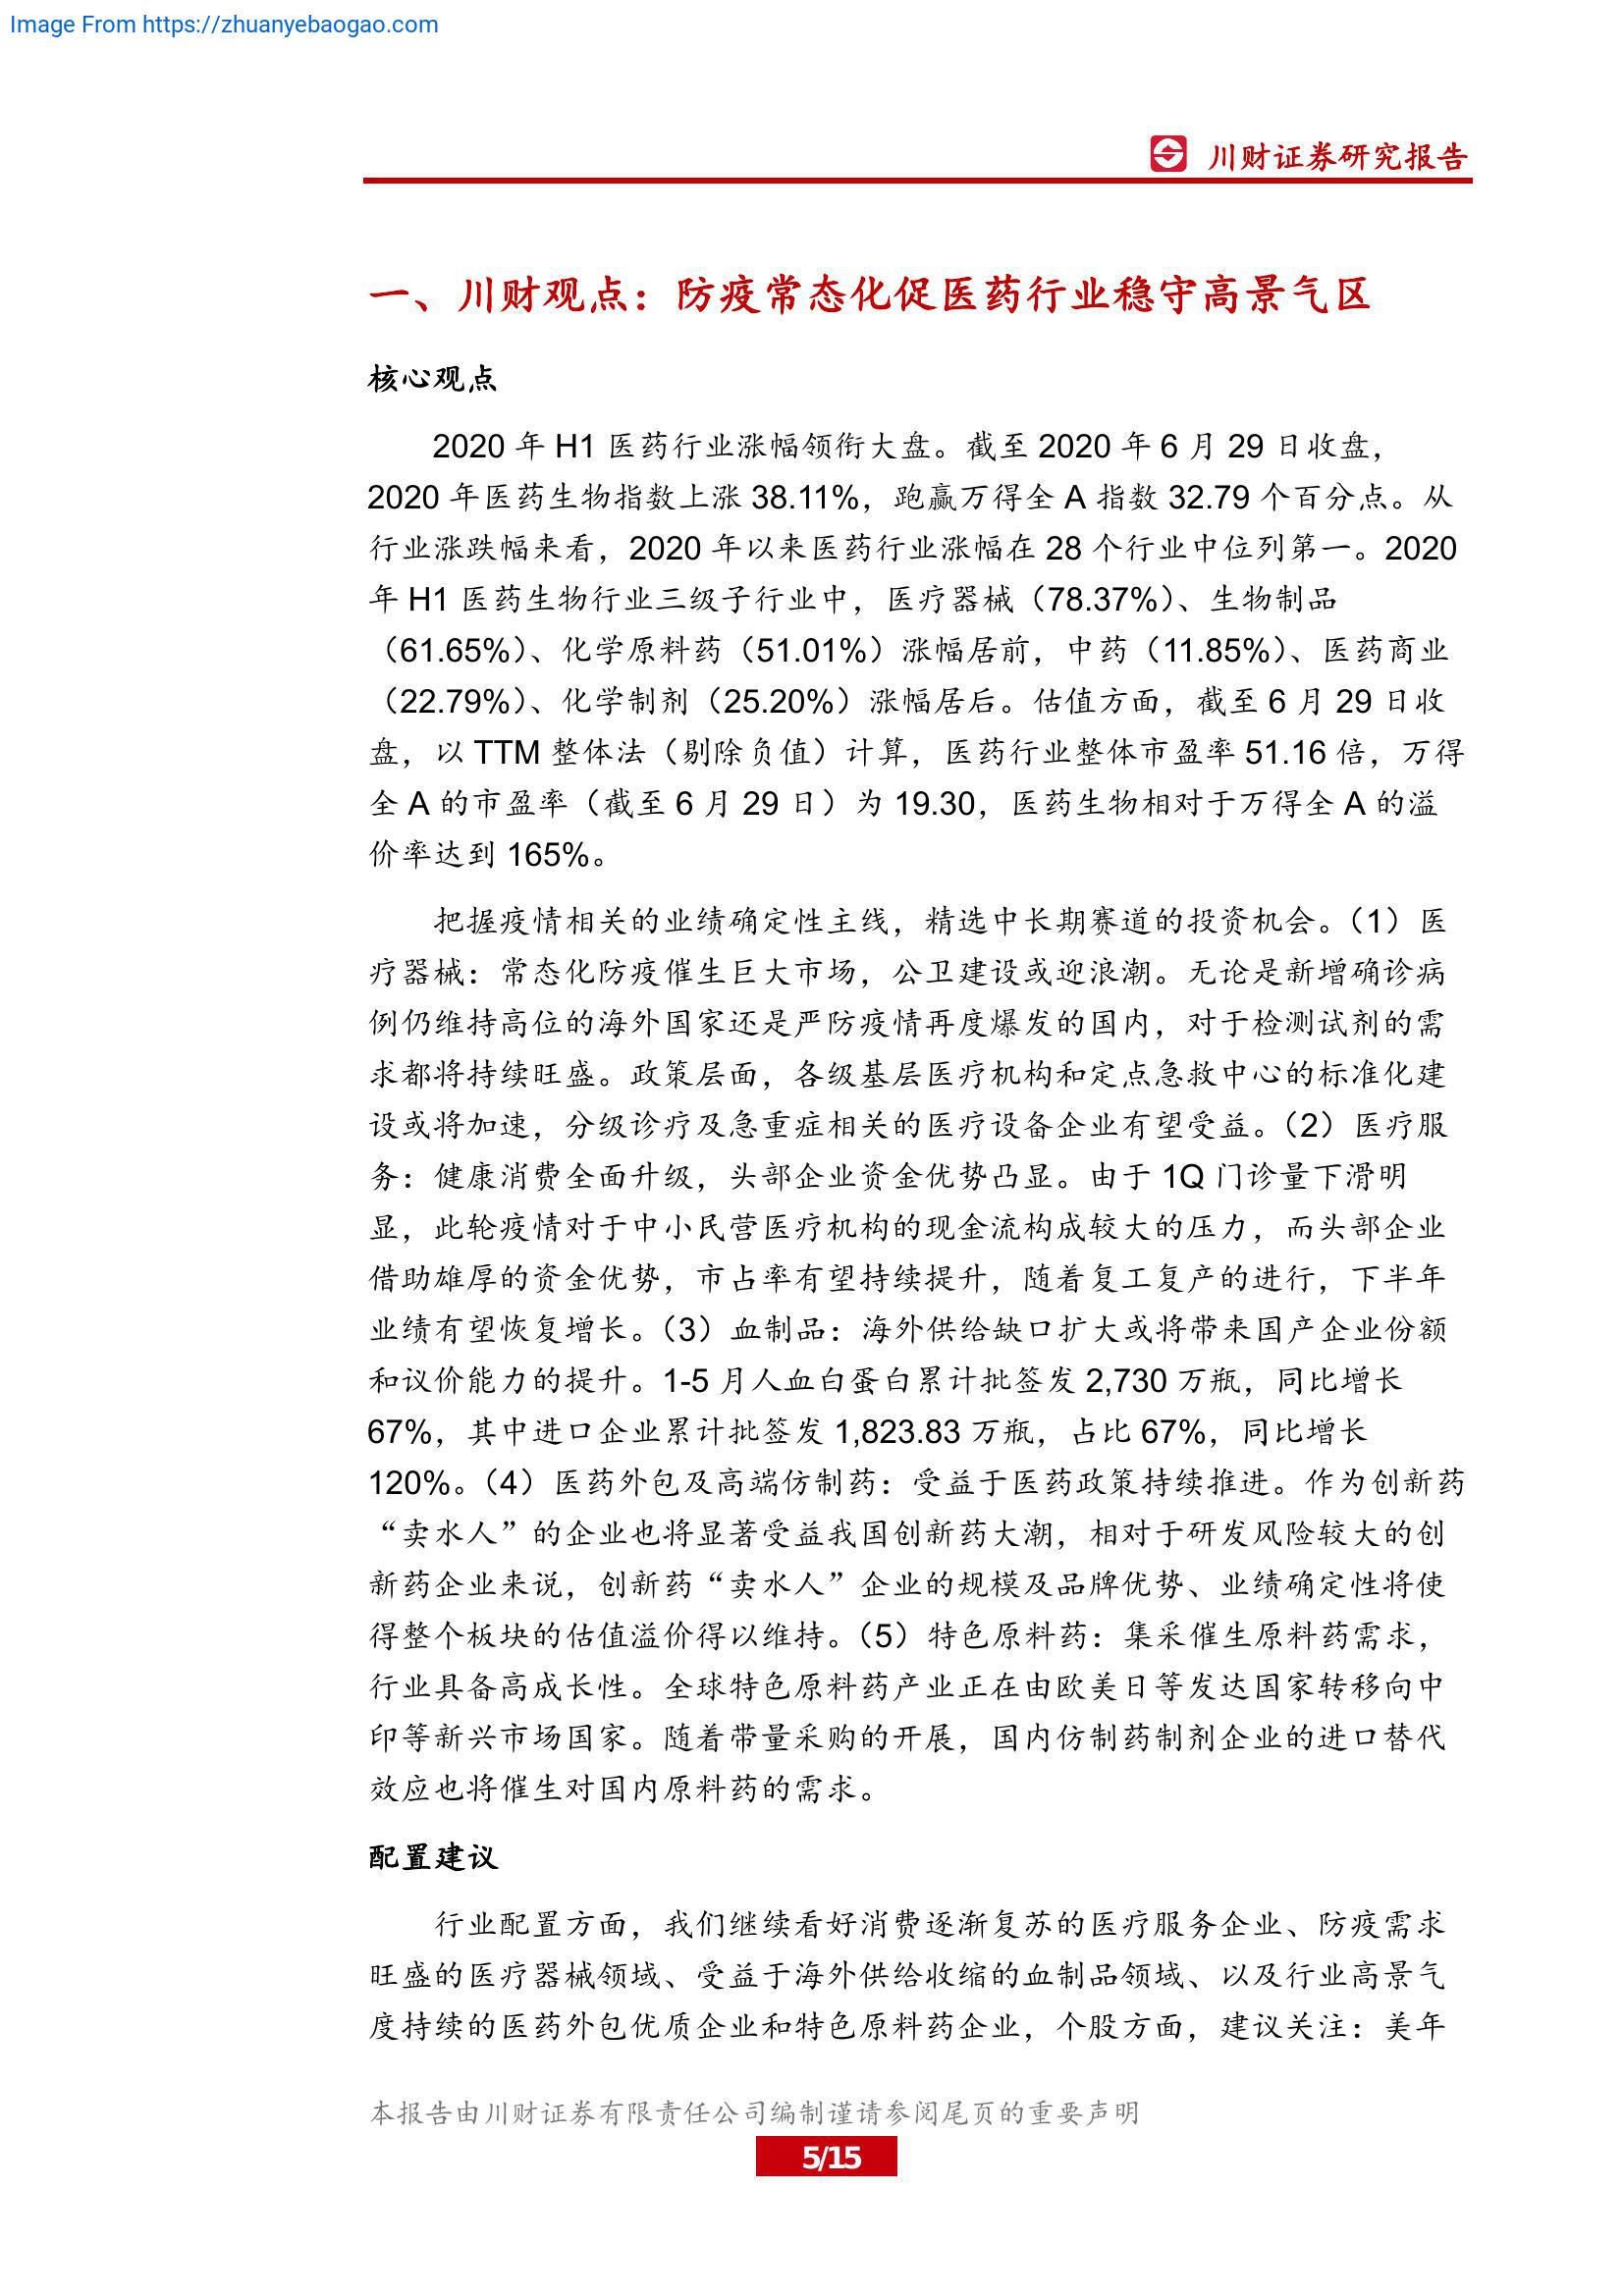 Image From https://zhuanyebaogao.com
川财证券研究报告
一、川财观点：防疫常态化促医药行业稳守高景气区
核心观点
2020 年 H1 医药行业涨幅领衔大盘。截至 2020 年 6 月 29 日收盘，
2020 年医药生物指数上涨 38.11%，跑赢万得全 A 指数 32.79 个百分点。从
行业涨跌幅来看，2020 年以来医药行业涨幅在 28 个行业中位列第一。2020
年 H1 医药生物行业三级子行业中，医疗器械（78.37%）、生物制品
（61.65%）、化学原料药（51.01%）涨幅居前，中药（11.85%）、医药商业
（22.79%）、化学制剂（25.20%）涨幅居后。估值方面，截至 6 月 29 日收
盘，以 TTM 整体法（剔除负值）计算，医药行业整体市盈率 51.16 倍，万得
全 A 的市盈率（截至 6 月 29 日）为 19.30，医药生物相对于万得全 A 的溢
价率达到 165%。
把握疫情相关的业绩确定性主线，精选中长期赛道的投资机会。（1）医
疗器械：常态化防疫催生巨大市场，公卫建设或迎浪潮。无论是新增确诊病
例仍维持高位的海外国家还是严防疫情再度爆发的国内，对于检测试剂的需
求都将持续旺盛。政策层面，各级基层医疗机构和定点急救中心的标准化建
设或将加速，分级诊疗及急重症相关的医疗设备企业有望受益。（2）医疗服
务：健康消费全面升级，头部企业资金优势凸显。由于 1Q 门诊量下滑明
显，此轮疫情对于中小民营医疗机构的现金流构成较大的压力，而头部企业
借助雄厚的资金优势，市占率有望持续提升，随着复工复产的进行，下半年
业绩有望恢复增长。（3）血制品：海外供给缺口扩大或将带来国产企业份额
和议价能力的提升。1-5 月人血白蛋白累计批签发 2,730 万瓶，同比增长
67%，其中进口企业累计批签发 1,823.83 万瓶，占比 67%，同比增长
120%。（4）医药外包及高端仿制药：受益于医药政策持续推进。作为创新药
“卖水人”的企业也将显著受益我国创新药大潮，相对于研发风险较大的创
新药企业来说，创新药“卖水人”企业的规模及品牌优势、业绩确定性将使
得整个板块的估值溢价得以维持。（5）特色原料药：集采催生原料药需求，
行业具备高成长性。全球特色原料药产业正在由欧美日等发达国家转移向中
印等新兴市场国家。随着带量采购的开展，国内仿制药制剂企业的进口替代
效应也将催生对国内原料药的需求。
配置建议
行业配置方面，我们继续看好消费逐渐复苏的医疗服务企业、防疫需求
旺盛的医疗器械领域、受益于海外供给收缩的血制品领域、以及行业高景气
度持续的医药外包优质企业和特色原料药企业，个股方面，建议关注：美年
本报告由川财证券有限责任公司编制谨请参阅尾页的重要声明
5/15